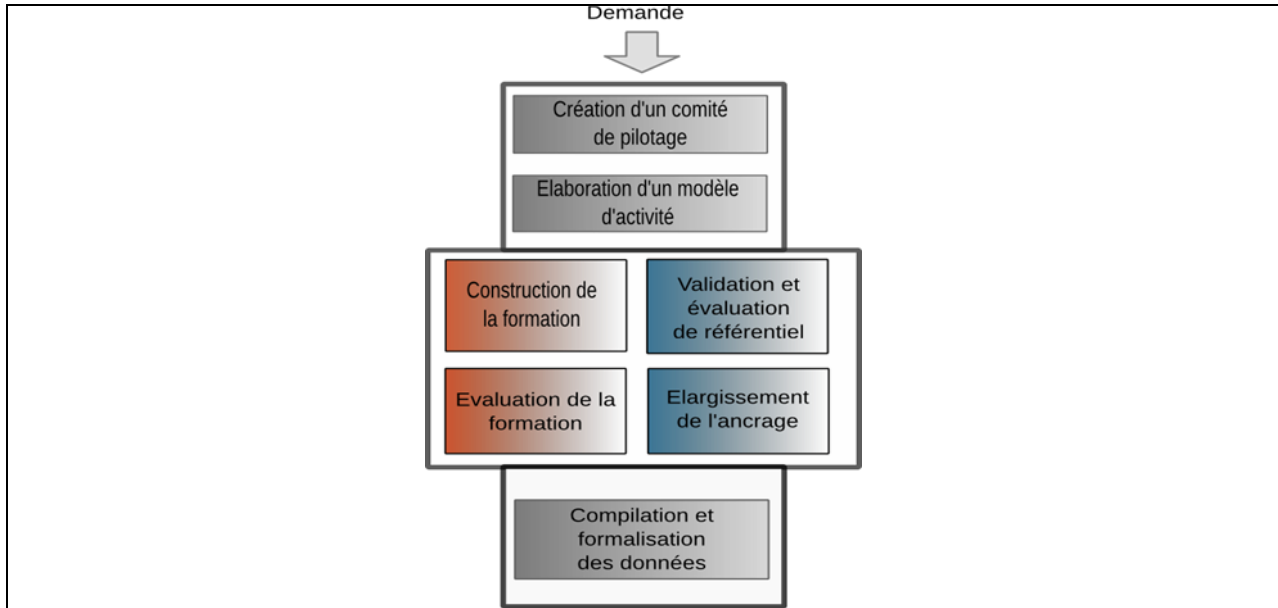 Demande
Création d'un comité
de pilotage
Elaboration d'un modèle
d'activité
Construction de
la formation
Validation et
évaluation
de référentiel
Evaluation de la
formation
Elargissement
de l'ancrage
Compilation et
formalisation
des données